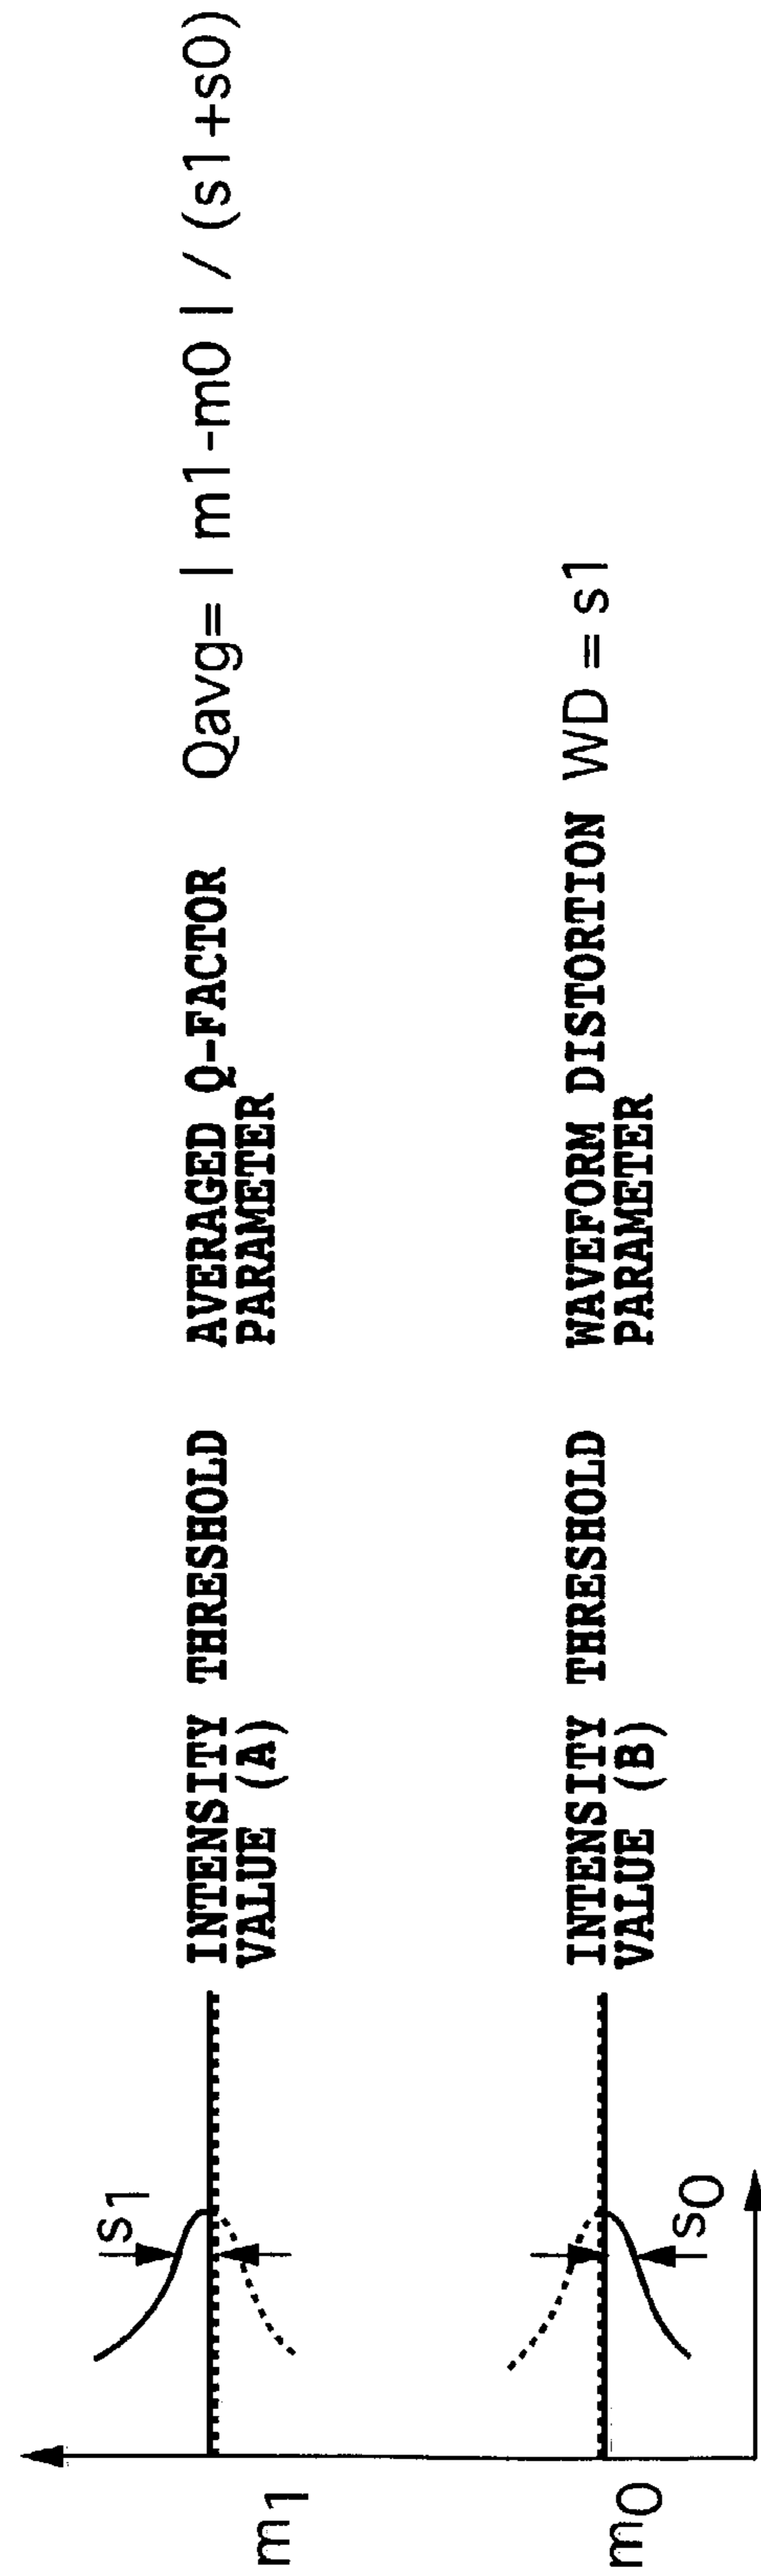 s1
m1
INTENSITY THRESHOLD
VALUE (A)
AVERAGED Q-FACTOR
PARAMETER
Qavg= | m1-m0 | / (s1+s0)
m0
s0
INTENSITY THRESHOLD
VALUE (B)
WAVEFORM DISTORTION
PARAMETER
WD = s1